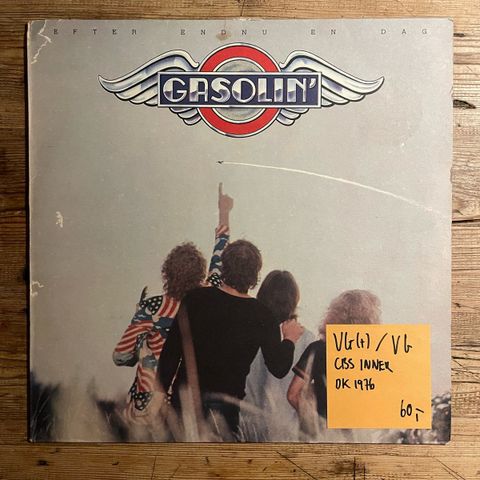 EFTER ENDNU EN DAG
GASOLIN'
VG(+) / VG
CBS INNER
DK 1976
60,-